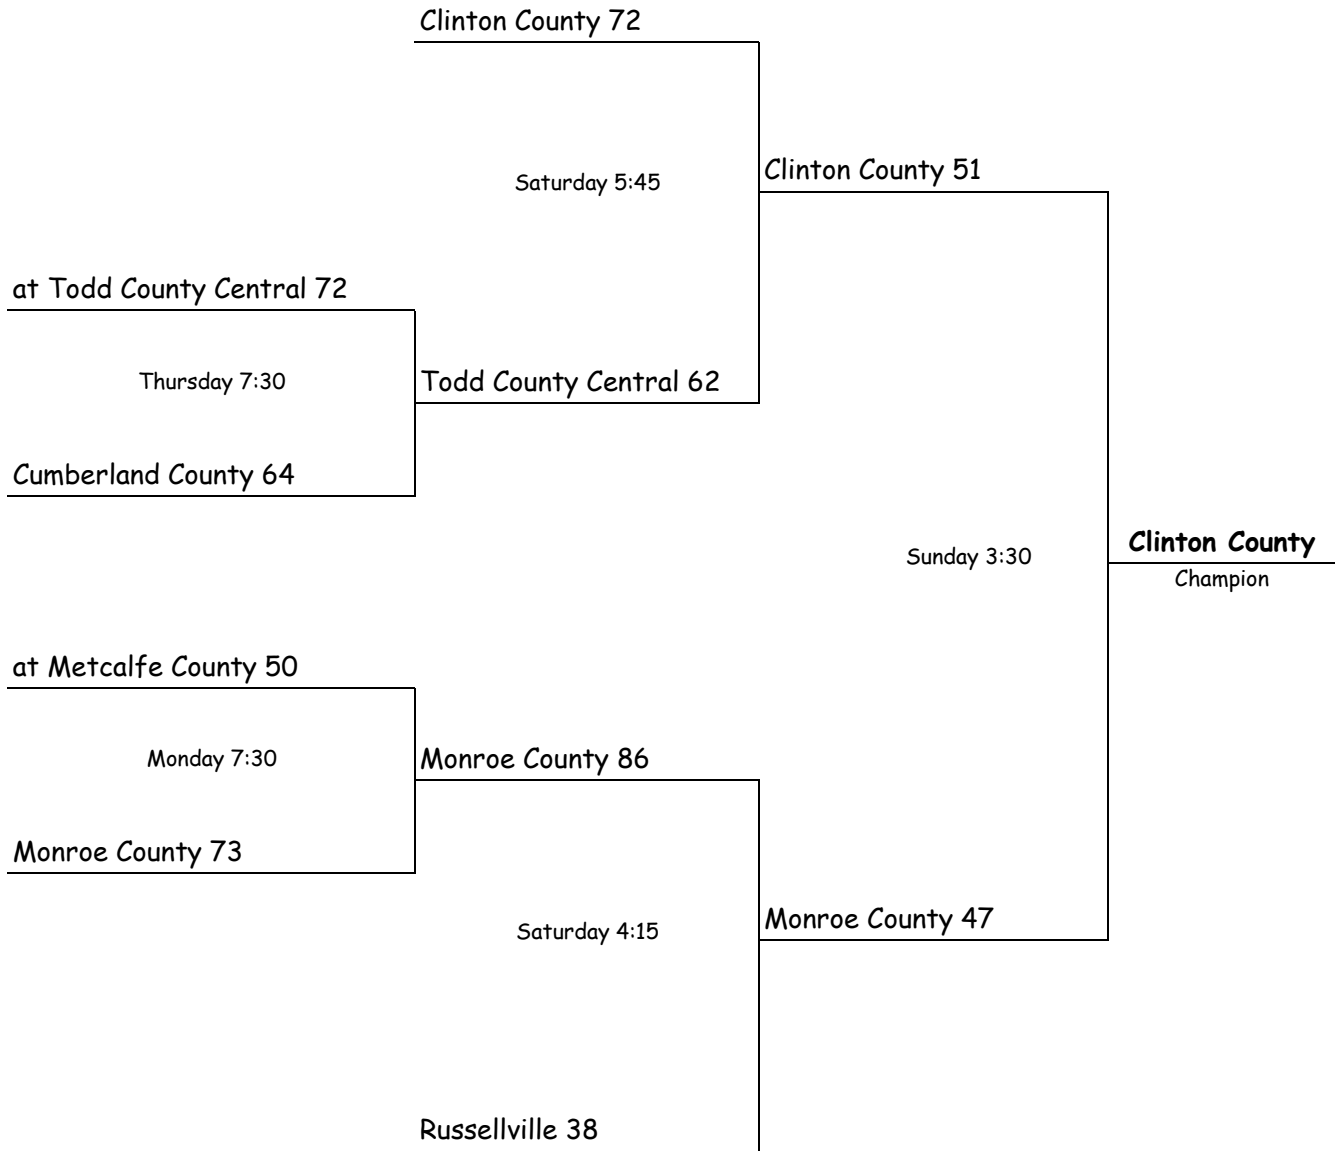 Clinton County 72
Saturday 5:45
Clinton County 51
at Todd County Central 72
Thursday 7:30
Todd County Central 62
Cumberland County 64
Sunday 3:30
Clinton County
Champion
at Metcalfe County 50
Monday 7:30
Monroe County 86
Monroe County 73
Saturday 4:15
Monroe County 47
Russellville 38